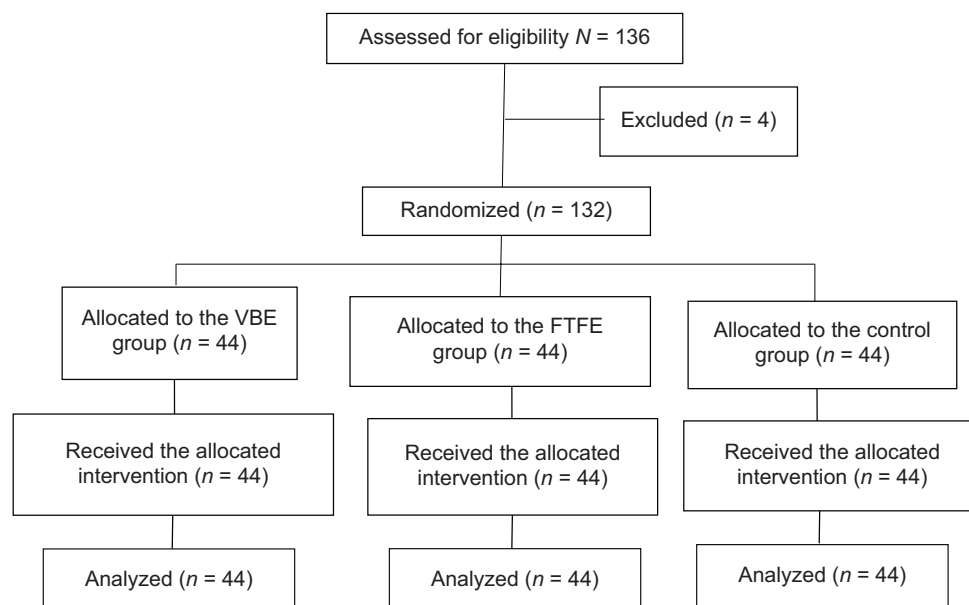 Assessed for eligibility N = 136
Excluded (n = 4)
Randomized (n = 132)
Allocated to the VBE
group (n = 44)
Allocated to the FTFE
group (n = 44)
Allocated to the control
group (n = 44)
Received the allocated
intervention (n = 44)
Received the allocated
intervention (n = 44)
Received the allocated
intervention (n = 44)
Analyzed (n = 44)
Analyzed (n = 44)
Analyzed (n = 44)